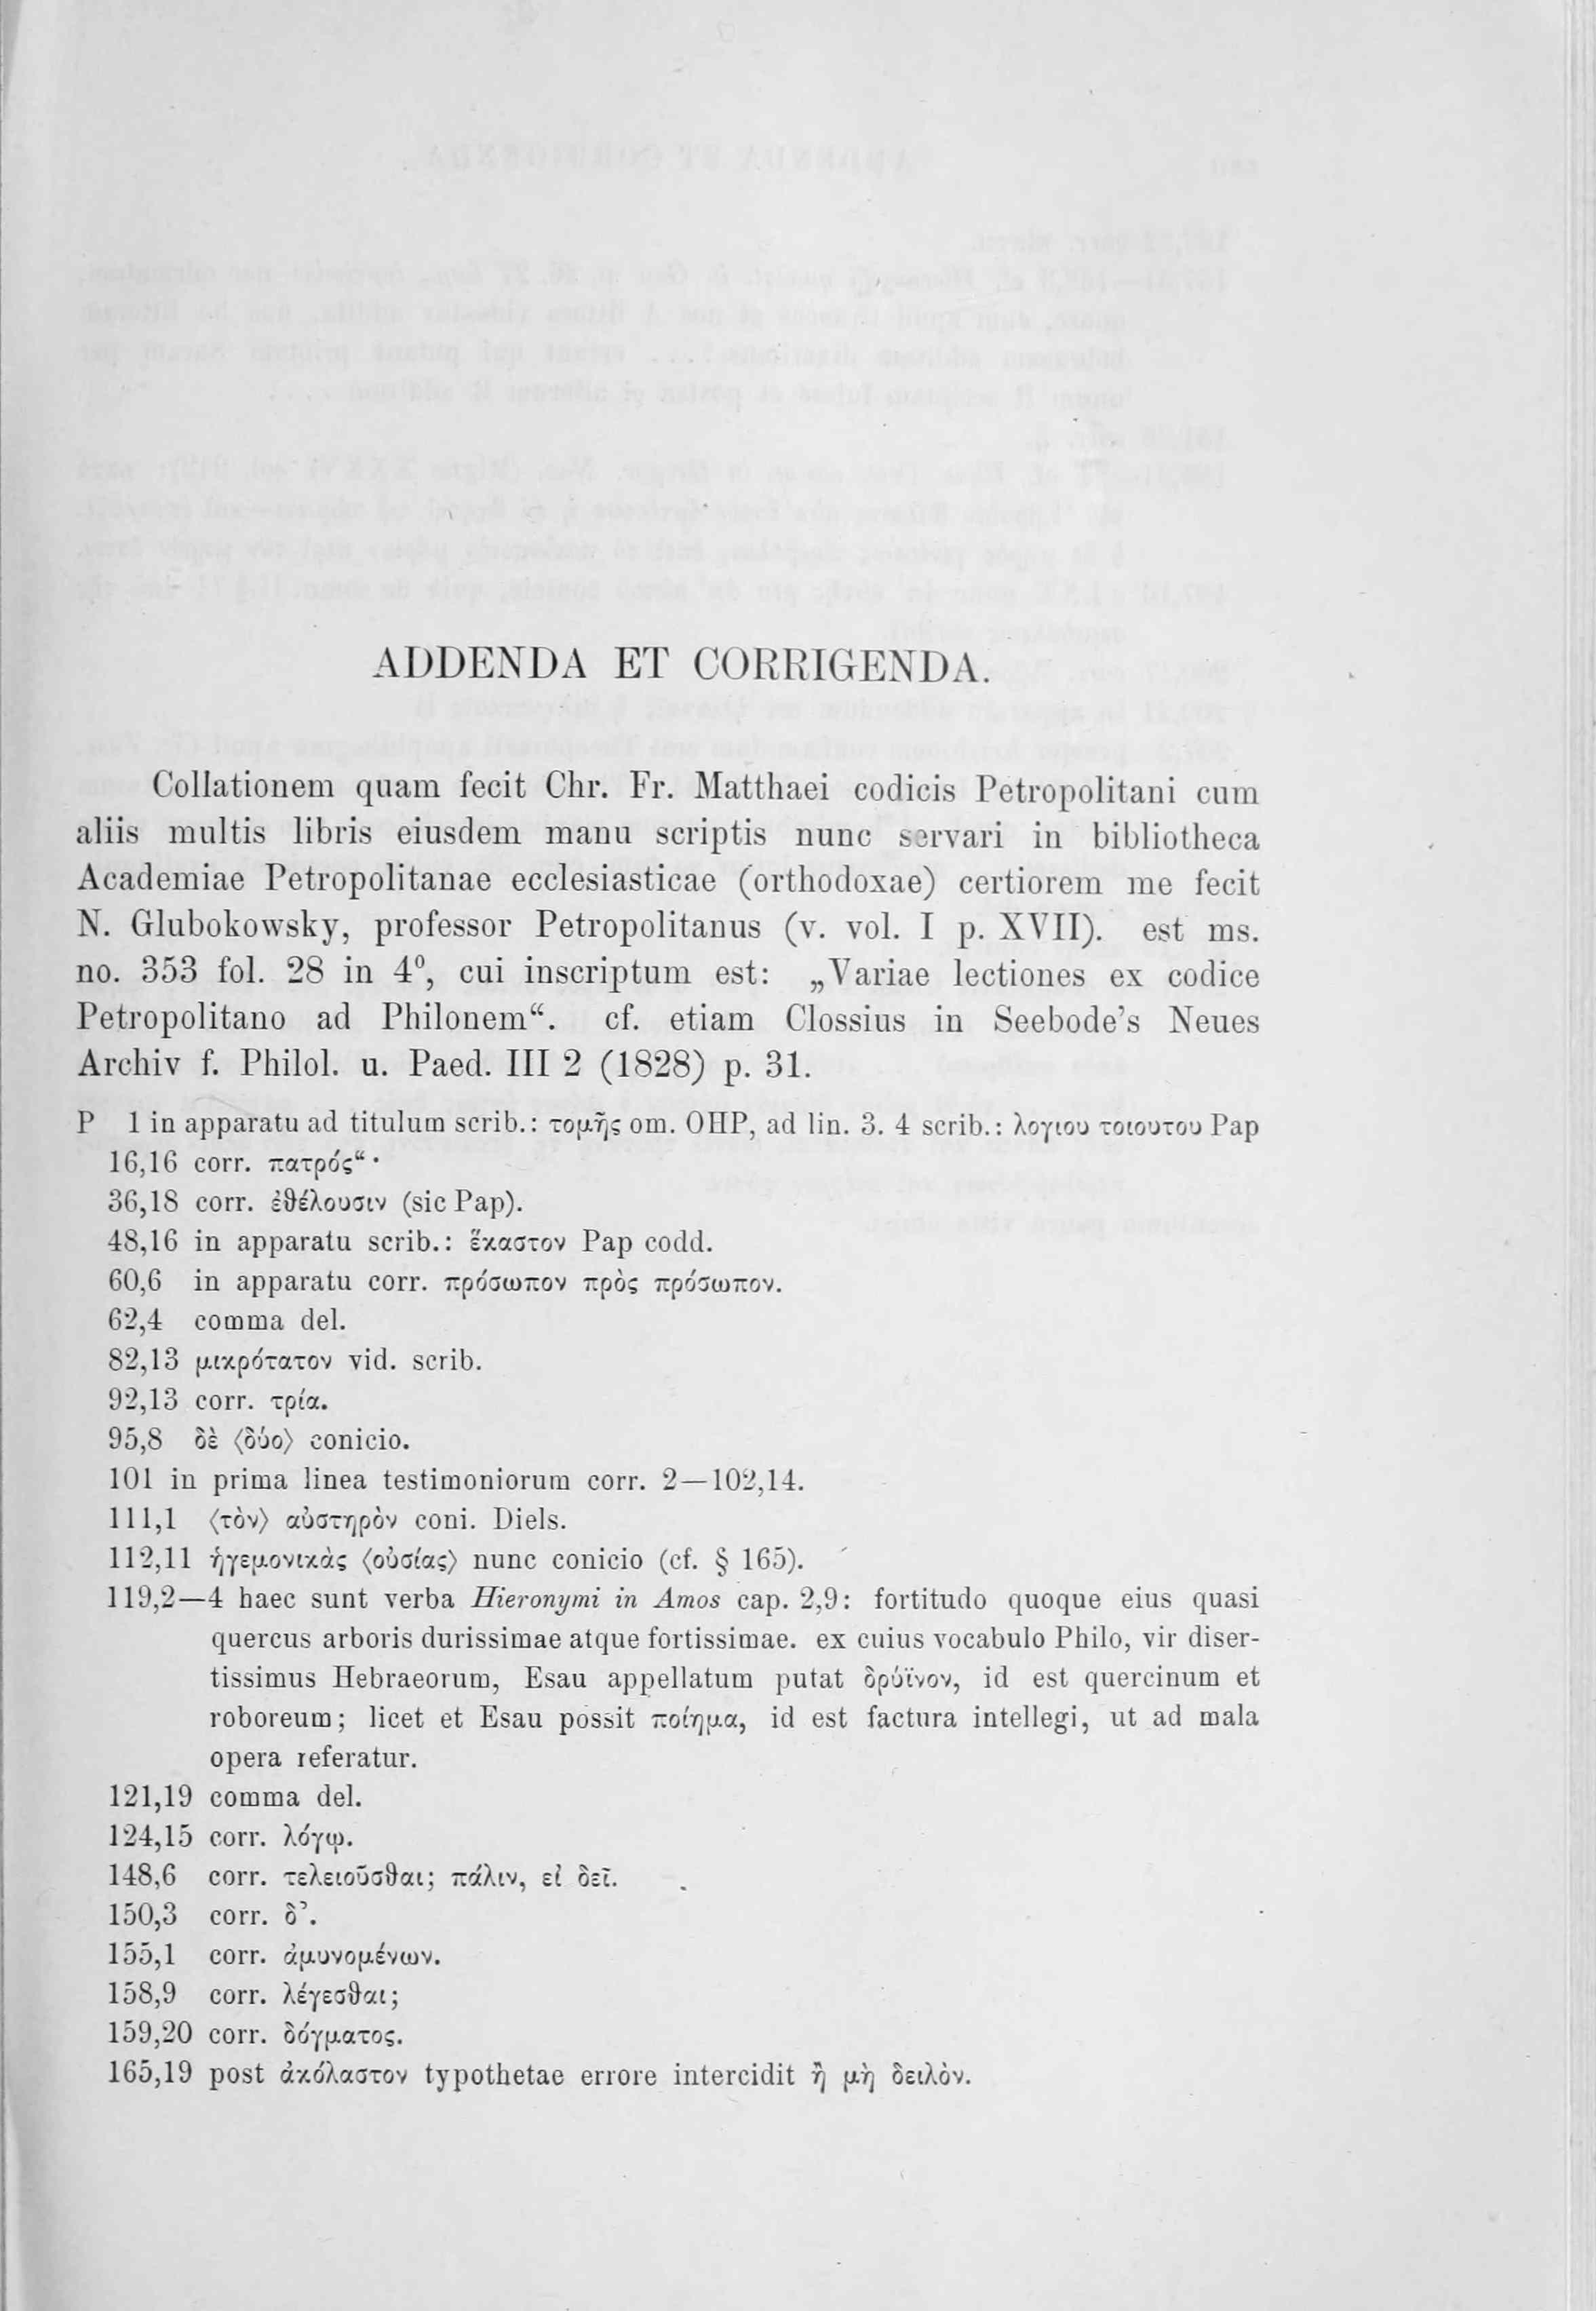 ADDENDA ET CORRIGENDA.
Collationem quam fecit Chr. Fr. Matthaei codicis Petropolitani cum
aliis multis libris eiusdem manu scriptis nunc servari in bibliotheca
Academiae Petropolitanae ecclesiasticae (orthodoxae) certiorem me fecit
N. Glubokowsky, professor Petropolitanus (v. vol. I p. XVII). est ms.
no. 353 fol. 28 in 4⁰, cui inscriptum est: „Variae lectiones ex codice
Petropolitano ad Philonem“. cf. etiam Clossius in Seebode’s Neues
Archiv f. Philol. u. Paed. III 2 (1828) p. 31.
P 1 in apparatu ad titulum scrib.: τομῆς om. OHP, ad lin. 3. 4 scrib.: λογιου τοιουτου Pap
16,16 corr. πατρός“ ·
36,18 corr. ἐθέλουσιν (sic Pap).
48,16 in apparatu scrib.: ἕκαστον Pap codd.
60,6 in apparatu corr. πρόσωπον πρὸς πρόσωπον.
62,4 comma del.
82,13 μικρότατον vid. scrib.
92,13 corr. τρία.
95,8 δὲ ⟨δύο⟩ conicio.
101 in prima linea testimoniorum corr. 2—102,14.
111,1 ⟨τὸν⟩ αὐστηρὸν coni. Diels.
112,11 ἡγεμονικὰς ⟨οὐσίας⟩ nunc conicio (cf. § 165).
119,2—4 haec sunt verba Hieronymi in Amos cap. 2,9: fortitudo quoque eius quasi
quercus arboris durissimae atque fortissimae. ex cuius vocabulo Philo, vir diser-
tissimus Hebraeorum, Esau appellatum putat δρύϊνον, id est quercinum et
roboreum; licet et Esau possit ποίημα, id est factura intellegi, ut ad mala
opera referatur.
121,19 comma del.
124,15 corr. λόγῳ.
148,6 corr. τελειοῦσθαι; πάλιν, εἰ δεῖ.
150,3 corr. δ’.
155,1 corr. ἀμυνομένων.
158,9 corr. λέγεσθαι;
159,20 corr. δόγματος.
165,19 post ἀκόλαστον typothetae errore intercidit ἢ μὴ δειλὸν.